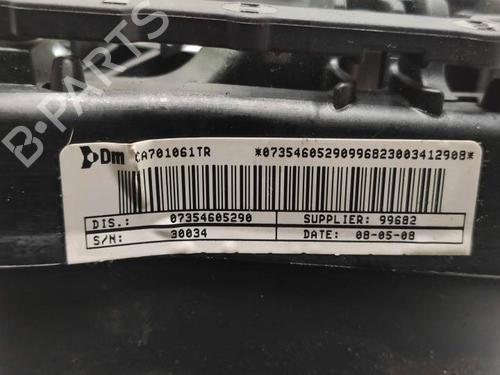 Dm CA701061TR *07354605290996823003412908*
DIS.: 07354605290 SUPPLIER: 99682
S/N: 30034 DATE: 08-05-08
B-PARTS